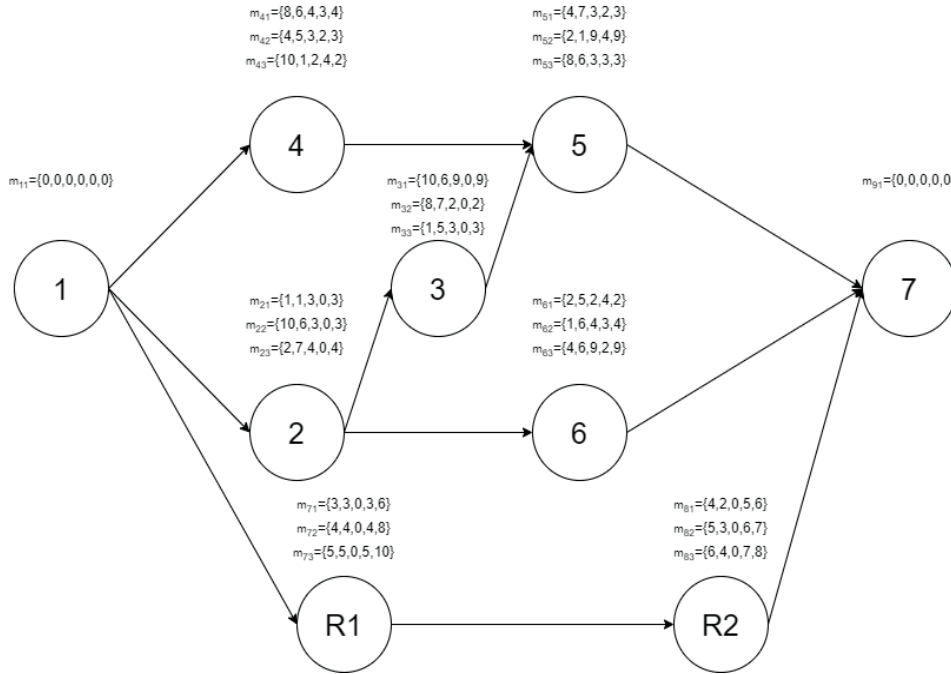 m41={8,6,4,3,4}
m42={4,5,3,2,3}
m43={10,1,2,4,2}
m51={4,7,3,2,3}
m52={2,1,9,4,9}
m53={8,6,3,3,3}
4
5
m11={0,0,0,0,0,0}
m31={10,6,9,0,9}
m32={8,7,2,0,2}
m33={1,5,3,0,3}
m91={0,0,0,0,0
1
3
7
m21={1,1,3,0,3}
m22={10,6,3,0,3}
m23={2,7,4,0,4}
m61={2,5,2,4,2}
m62={1,6,4,3,4}
m63={4,6,9,2,9}
2
6
m71={3,3,0,3,6}
m72={4,4,0,4,8}
m73={5,5,0,5,10}
m81={4,2,0,5,6}
m82={5,3,0,6,7}
m83={6,4,0,7,8}
R1
R2